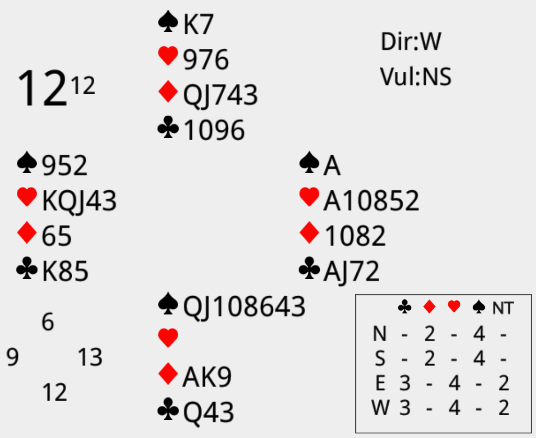 ♠K7
♥976
♦QJ743
♣1096
Dir:W
Vul:NS
12 12
♠952
♥KQJ43
♦65
♣K85
♠A
♥A10852
♦1082
♣AJ72
♠QJ108643
♥
♦AK9
♣Q43
6
9 13
12
♣ ♦ ♥ ♠ NT
N - 2 - 4 -
S - 2 - 4 -
E 3 - 4 - 2
W 3 - 4 - 2